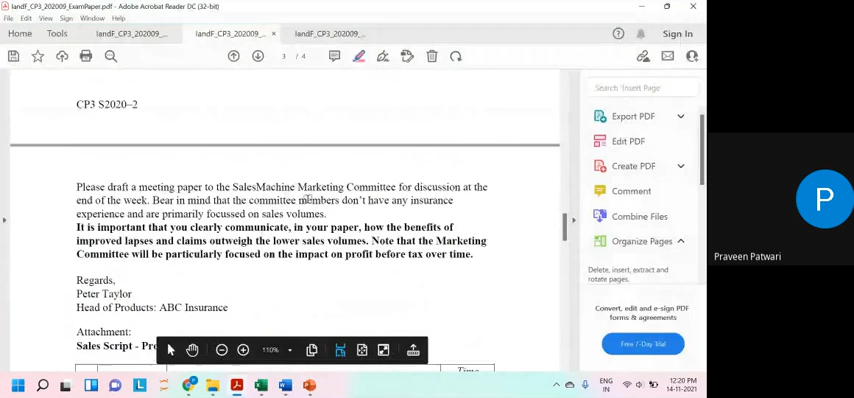 IandF_CP3_202009_ExamPaper.pdf - Adobe Acrobat Reader DC (32-bit)
File Edit View Sign Window Help
Home Tools IandF_CP3_202009_... IandF_CP3_202009_... × IandF_CP3_202009_... Sign In
3 / 4
CP3 S2020–2
Please draft a meeting paper to the SalesMachine Marketing Committee for discussion at the
end of the week. Bear in mind that the committee members don't have any insurance
experience and are primarily focussed on sales volumes.
It is important that you clearly communicate, in your paper, how the benefits of
improved lapses and claims outweigh the lower sales volumes. Note that the Marketing
Committee will be particularly focused on the impact on profit before tax over time.
Regards,
Peter Taylor
Head of Products: ABC Insurance
Attachment:
Sales Script - Pre
110%
Time
Search 'Insert Page'
Export PDF
Edit PDF
Create PDF
Comment
Combine Files
Organize Pages
Delete, insert, extract and
rotate pages.
Convert, edit and e-sign PDF
forms & agreements
Free 7-Day Trial
P
Praveen Patwari
ENG
IN
12:20 PM
14-11-2021